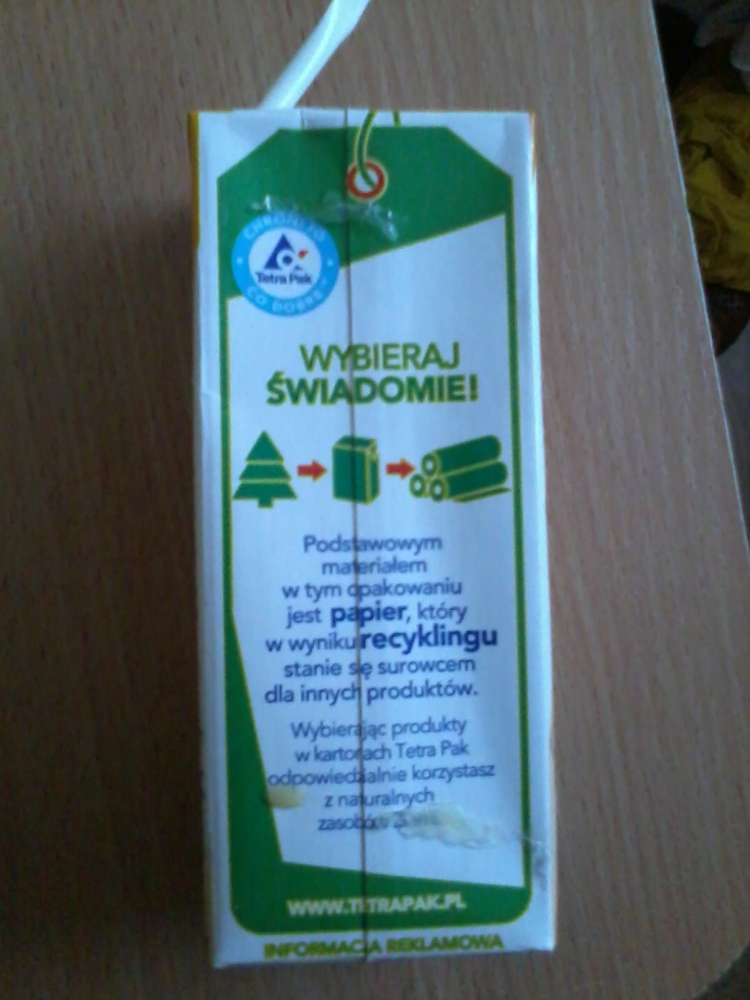 CHRONI TO
Tetra Pak
CO DOBRE
WYBIERAJ
ŚWIADOMIE!
Podstawowym
materiałem
w tym opakowaniu
jest papier, który
w wyniku recyklingu
stanie się surowcem
dla innych produktów.
Wybierając produkty
w kartonach Tetra Pak
odpowiedzialnie korzystasz
z naturalnych
zasobów
WWW.TETRAPAK.PL
INFORMACJA REKLAMOWA